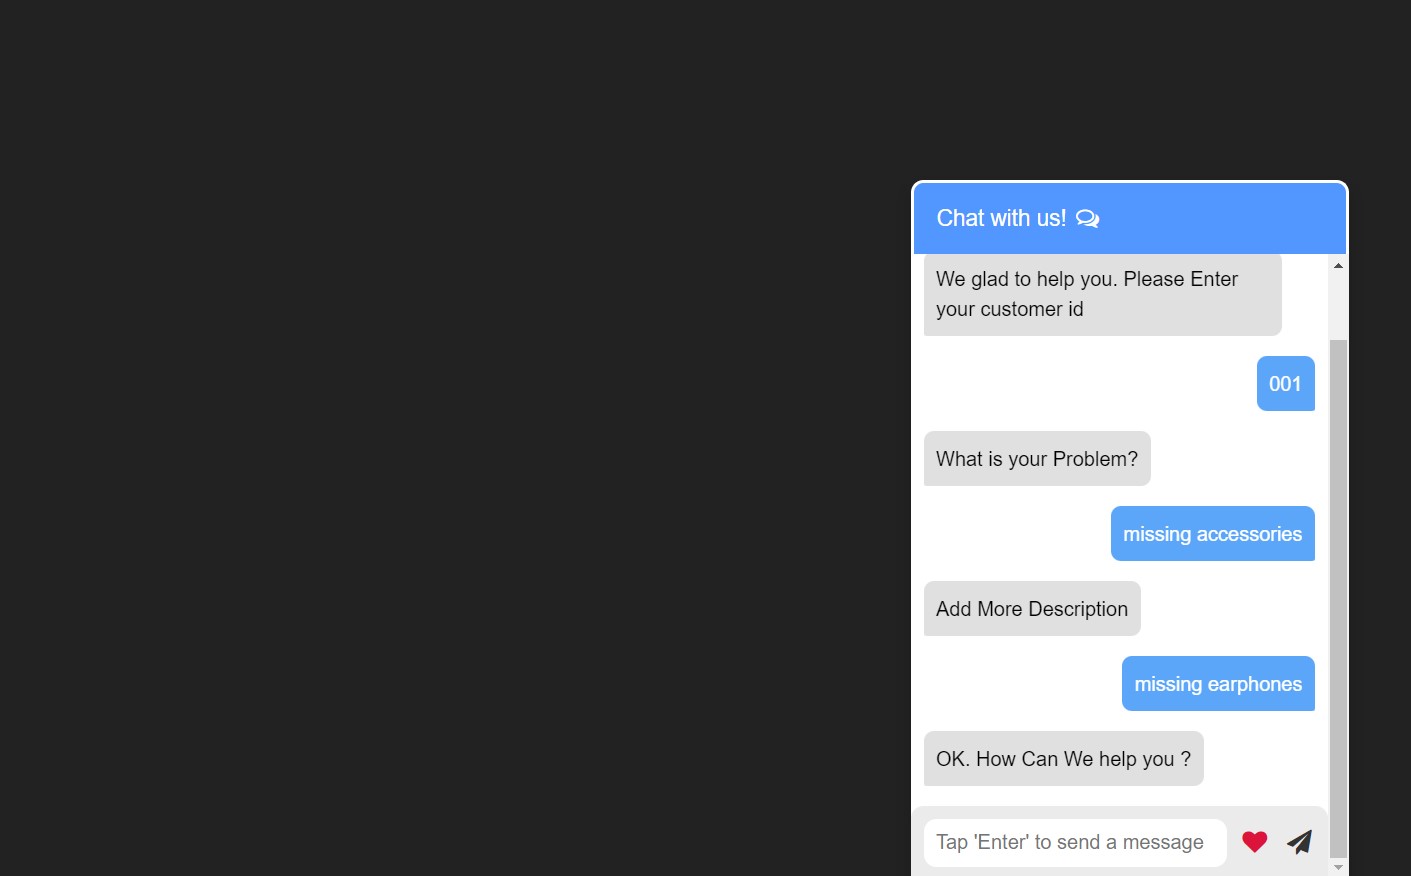 Chat with us!
We glad to help you. Please Enter
your customer id
001
What is your Problem?
missing accessories
Add More Description
missing earphones
OK. How Can We help you ?
Tap 'Enter' to send a message